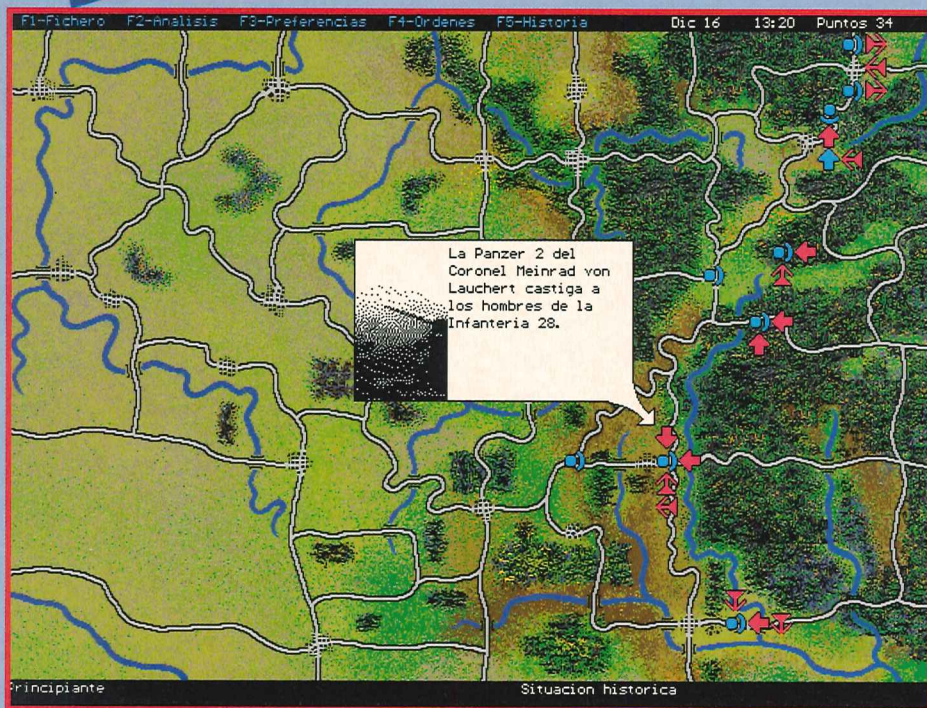 F1-Fichero F2-Analisis F3-Preferencias F4-Ordenes F5-Historia Dic 16 13:20 Puntos 34
La Panzer 2 del
Coronel Meinrad von
Lauchert castiga a
los hombres de la
Infanteria 28.
Principiante Situacion historica